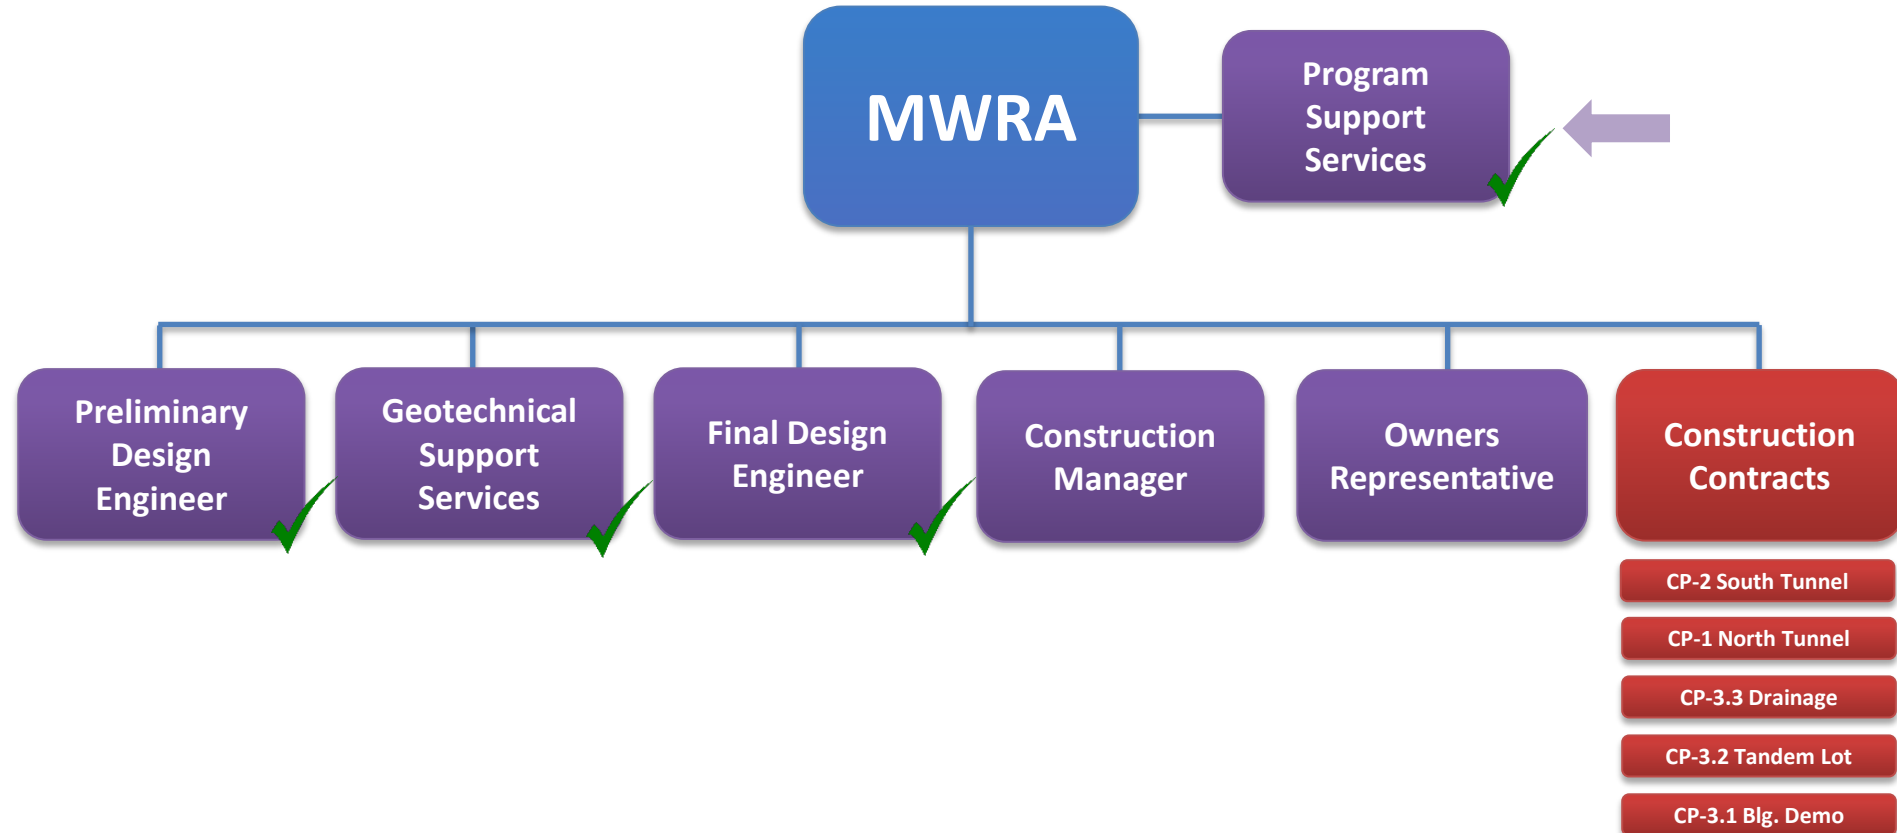 MWRA
Program
Support
Services
Preliminary
Design
Engineer
Geotechnical
Support
Services
Final Design
Engineer
Construction
Manager
Owners
Representative
Construction
Contracts
CP-2 South Tunnel
CP-1 North Tunnel
CP-3.3 Drainage
CP-3.2 Tandem Lot
CP-3.1 Blg. Demo